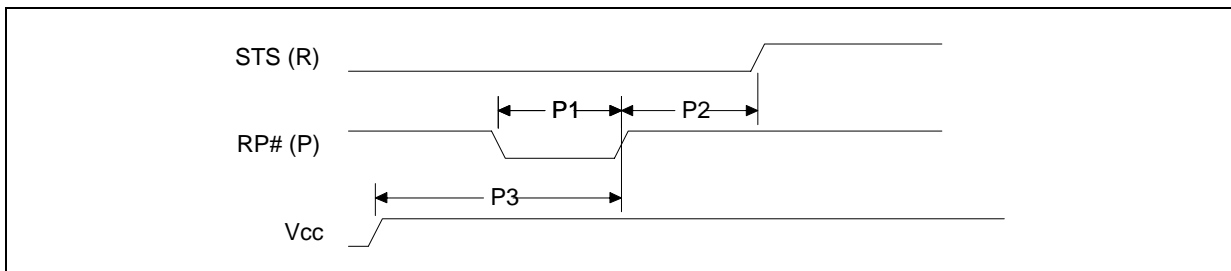 STS (R)
P1 P2
RP# (P)
P3
Vcc